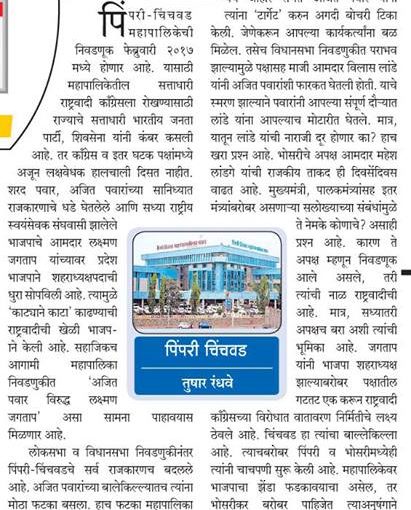 पिंपरी-चिंचवड
महापालिकेची
निवडणूक फेब्रुवारी २०१७
मध्ये होणार आहे. यासाठी
महापालिकेतील सत्ताधारी
राष्ट्रवादी काँग्रेसला रोखण्यासाठी
राज्याचे सत्ताधारी भारतीय जनता
पार्टी, शिवसेना यांनी कंबर कसली
आहे. तर काँग्रेस व इतर घटक पक्षांमध्ये
अजून लक्षवेधक हालचाली दिसत नाहीत.
शरद पवार, अजित पवारांच्या सानिध्यात
राजकारणाचे धडे घेतलेले आणि सध्या राष्ट्रीय
स्वयंसेवक संघवासी झालेले
भाजपाचे आमदार लक्ष्मण
जगताप यांच्यावर प्रदेश
भाजपाने शहराध्यक्षपदाची
धुरा सोपविली आहे. त्यामुळे
'काट्याने काटा' काढण्याची
राष्ट्रवादीची खेळी भाजप-
ाने केली आहे. सहाजिकच
आगामी महापालिका
निवडणुकीत 'अजित
पवार विरुद्ध लक्ष्मण
जगताप' असा सामना पाहावयास
मिळणार आहे.
लोकसभा व विधानसभा निवडणुकीनंतर
पिंपरी-चिंचवडचे सर्व राजकारणच बदलले
आहे. अजित पवारांच्या बालेकिल्ल्यातच त्यांना
मोठा फटका बसला. हाच फटका महापालिका
त्यांना 'टार्गेट' करुन अगदी बोचरी टिका
केली. जेणेकरून आपल्या कार्यकर्त्यांना बळ
मिळेल. तसेच विधानसभा निवडणुकीत पराभव
झाल्यामुळे पक्षासह माजी आमदार विलास लांडे
यांनी अजित पवारांशी फारकत घेतली होती. याचे
स्मरण झाल्याने पवारांनी आपल्या संपूर्ण दौऱ्यात
लांडे यांना आपल्याच मोटारीत घेतले. मात्र,
यातून लांडे यांची नाराजी दूर होणार का? हाच
खरा प्रश्न आहे. भोसरीचे अपक्ष आमदार महेश
लांडगे यांची राजकीय ताकद ही दिवसेंदिवस
वाढत आहे. मुख्यमंत्री, पालकमंत्र्यांसह इतर
मंत्र्यांबरोबर असणाऱ्या सलोख्याच्या संबंधांमुळे
ते नेमके कोणाचे? असाही
प्रश्न आहे. कारण ते
अपक्ष म्हणून निवडणूक
आले असले, तरी
त्यांची नाळ राष्ट्रवादीची
आहे. मात्र, सध्यातरी
अपक्षच बरा अशी त्यांची
भूमिका आहे. जगताप
यांनी भाजपा शहराध्यक्ष
झाल्याबरोबर पक्षातील
गटतट एक करून राष्ट्रवादी
काँग्रेसच्या विरोधात वातावरण निर्मितीचे लक्ष्य
ठेवले आहे. चिंचवड हा त्यांचा बाल्लेकिल्ला
आहे. त्याचबरोबर पिंपरी व भोसरीमध्येही
त्यांनी चाचपणी सुरू केली आहे. महापालिकेवर
भाजपाचा झेंडा फडकावयाचा असेल, तर
भोसरीकर बरोबर पाहिजेत त्याअनुषंगाने
पिंपरी चिंचवड
तुषार रंधवे